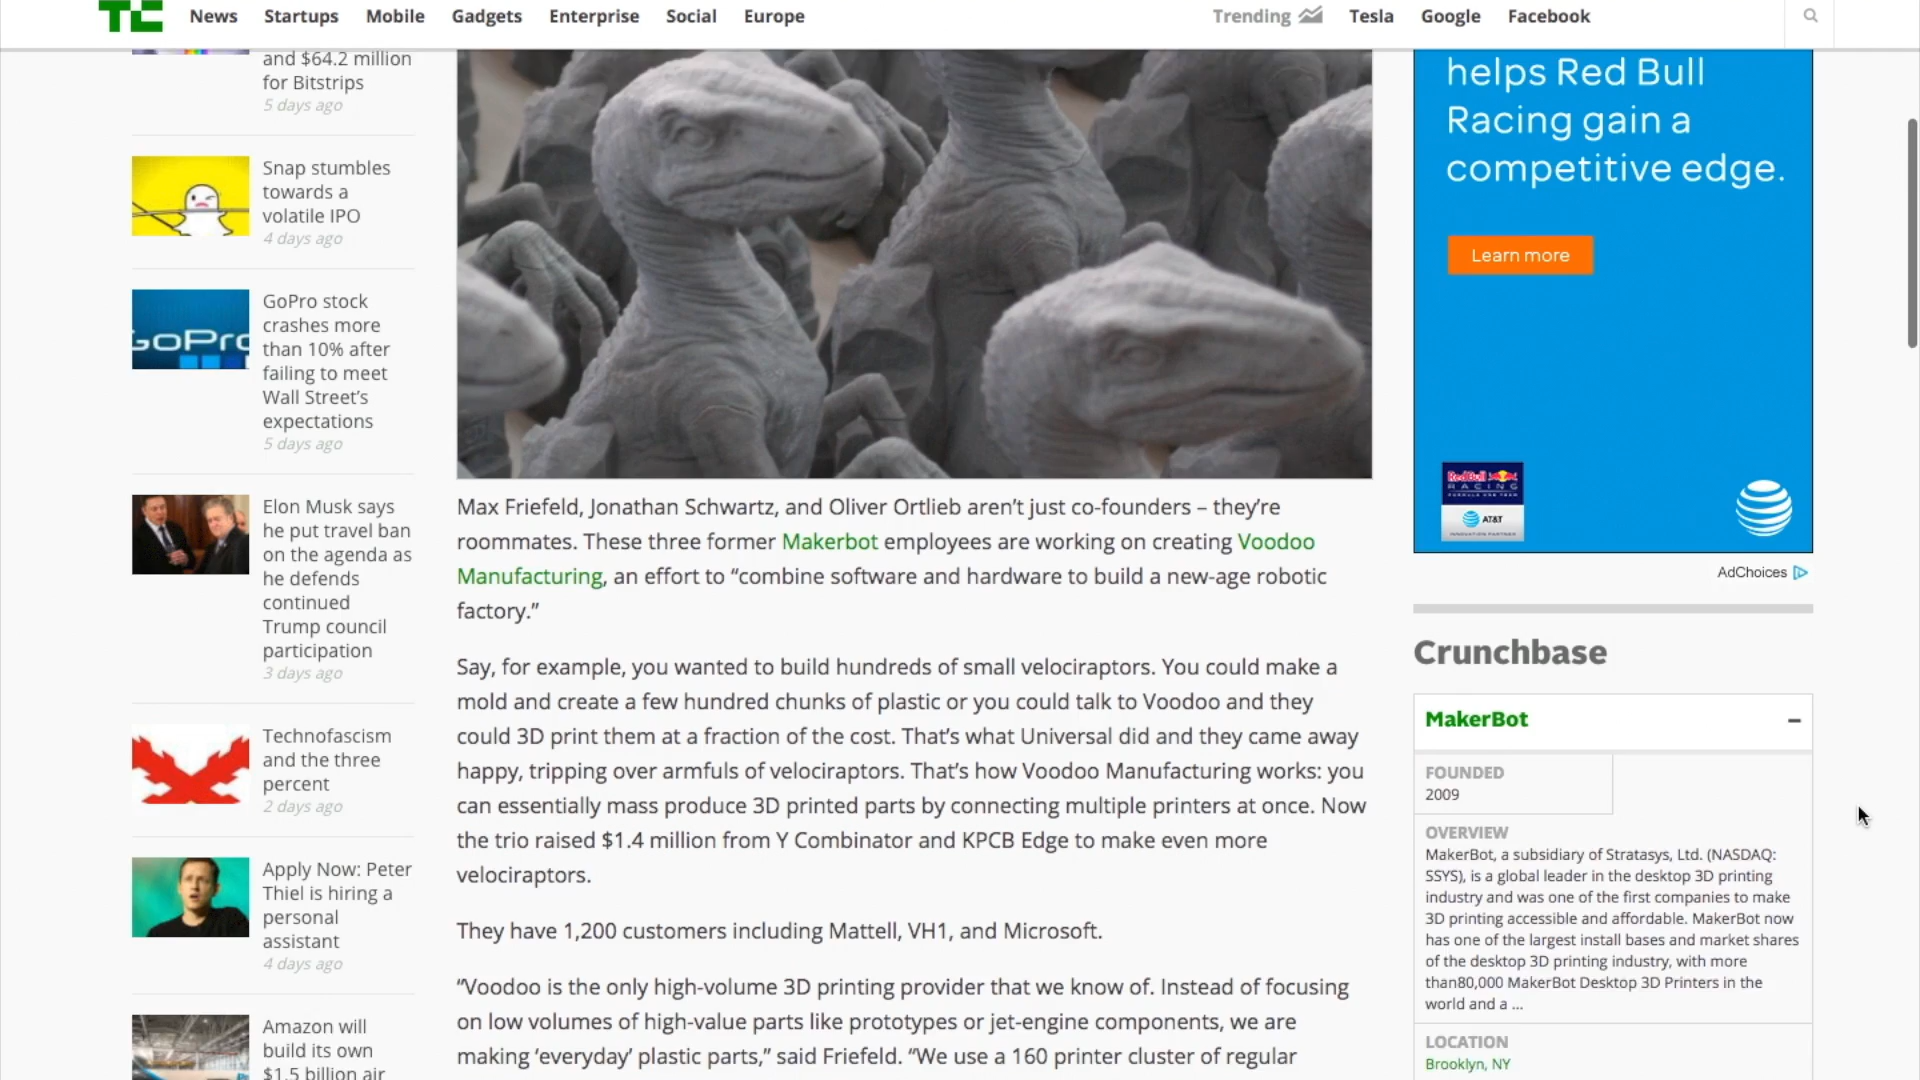 TC
News
Startups
Mobile
Gadgets
Enterprise
Social
Europe
Trending
Tesla
Google
Facebook
and $64.2 million
for Bitstrips
5 days ago
Snap stumbles
towards a
volatile IPO
4 days ago
GoPro
GoPro stock
crashes more
than 10% after
failing to meet
Wall Street’s
expectations
5 days ago
Elon Musk says
he put travel ban
on the agenda as
he defends
continued
Trump council
participation
3 days ago
Technofascism
and the three
percent
2 days ago
Apply Now: Peter
Thiel is hiring a
personal
assistant
4 days ago
Amazon will
build its own
$1.5 billion air
Max Friefeld, Jonathan Schwartz, and Oliver Ortlieb aren’t just co-founders – they’re
roommates. These three former Makerbot employees are working on creating Voodoo
Manufacturing, an effort to “combine software and hardware to build a new-age robotic
factory.”
Say, for example, you wanted to build hundreds of small velociraptors. You could make a
mold and create a few hundred chunks of plastic or you could talk to Voodoo and they
could 3D print them at a fraction of the cost. That’s what Universal did and they came away
happy, tripping over armfuls of velociraptors. That’s how Voodoo Manufacturing works: you
can essentially mass produce 3D printed parts by connecting multiple printers at once. Now
the trio raised $1.4 million from Y Combinator and KPCB Edge to make even more
velociraptors.
They have 1,200 customers including Mattell, VH1, and Microsoft.
“Voodoo is the only high-volume 3D printing provider that we know of. Instead of focusing
on low volumes of high-value parts like prototypes or jet-engine components, we are
making ‘everyday’ plastic parts,” said Friefeld. “We use a 160 printer cluster of regular
helps Red Bull
Racing gain a
competitive edge.
Learn more
Red Bull
RACING
FORMULA ONE TEAM
AT&T
INNOVATION PARTNER
AdChoices
Crunchbase
MakerBot
FOUNDED
2009
OVERVIEW
MakerBot, a subsidiary of Stratasys, Ltd. (NASDAQ:
SSYS), is a global leader in the desktop 3D printing
industry and was one of the first companies to make
3D printing accessible and affordable. MakerBot now
has one of the largest install bases and market shares
of the desktop 3D printing industry, with more
than80,000 MakerBot Desktop 3D Printers in the
world and a ...
LOCATION
Brooklyn, NY